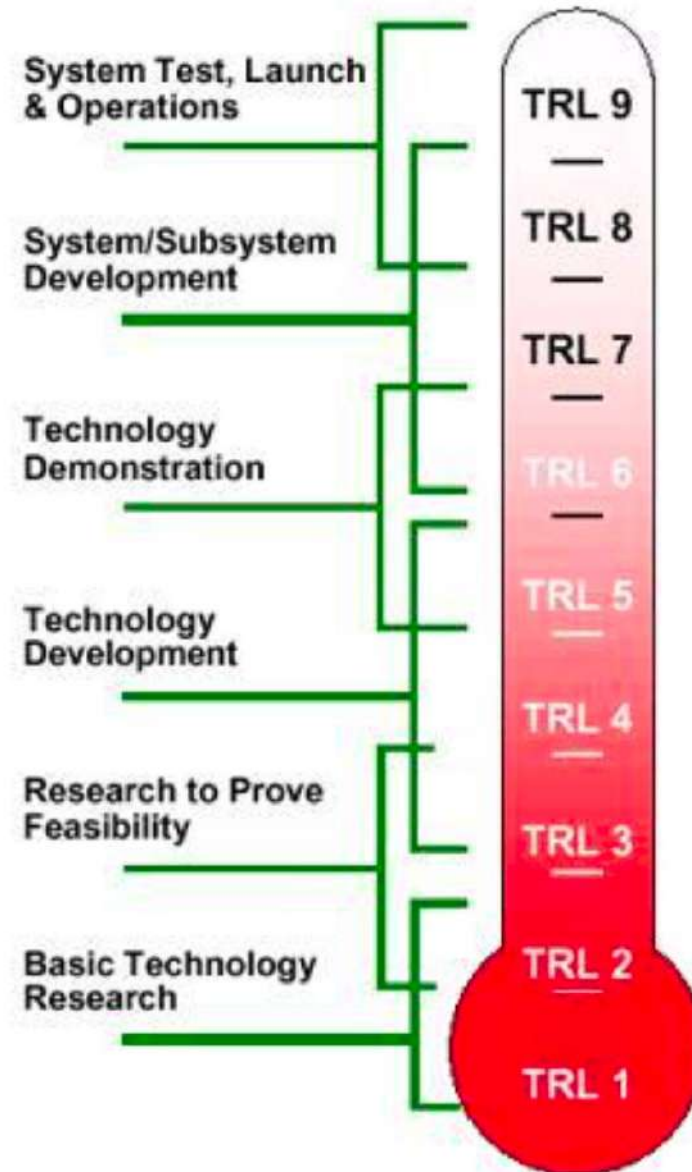 System Test, Launch
& Operations
System/Subsystem
Development
Technology
Demonstration
Technology
Development
Research to Prove
Feasibility
Basic Technology
Research
TRL 9
TRL 8
TRL 7
TRL 6
TRL 5
TRL 4
TRL 3
TRL 2
TRL 1